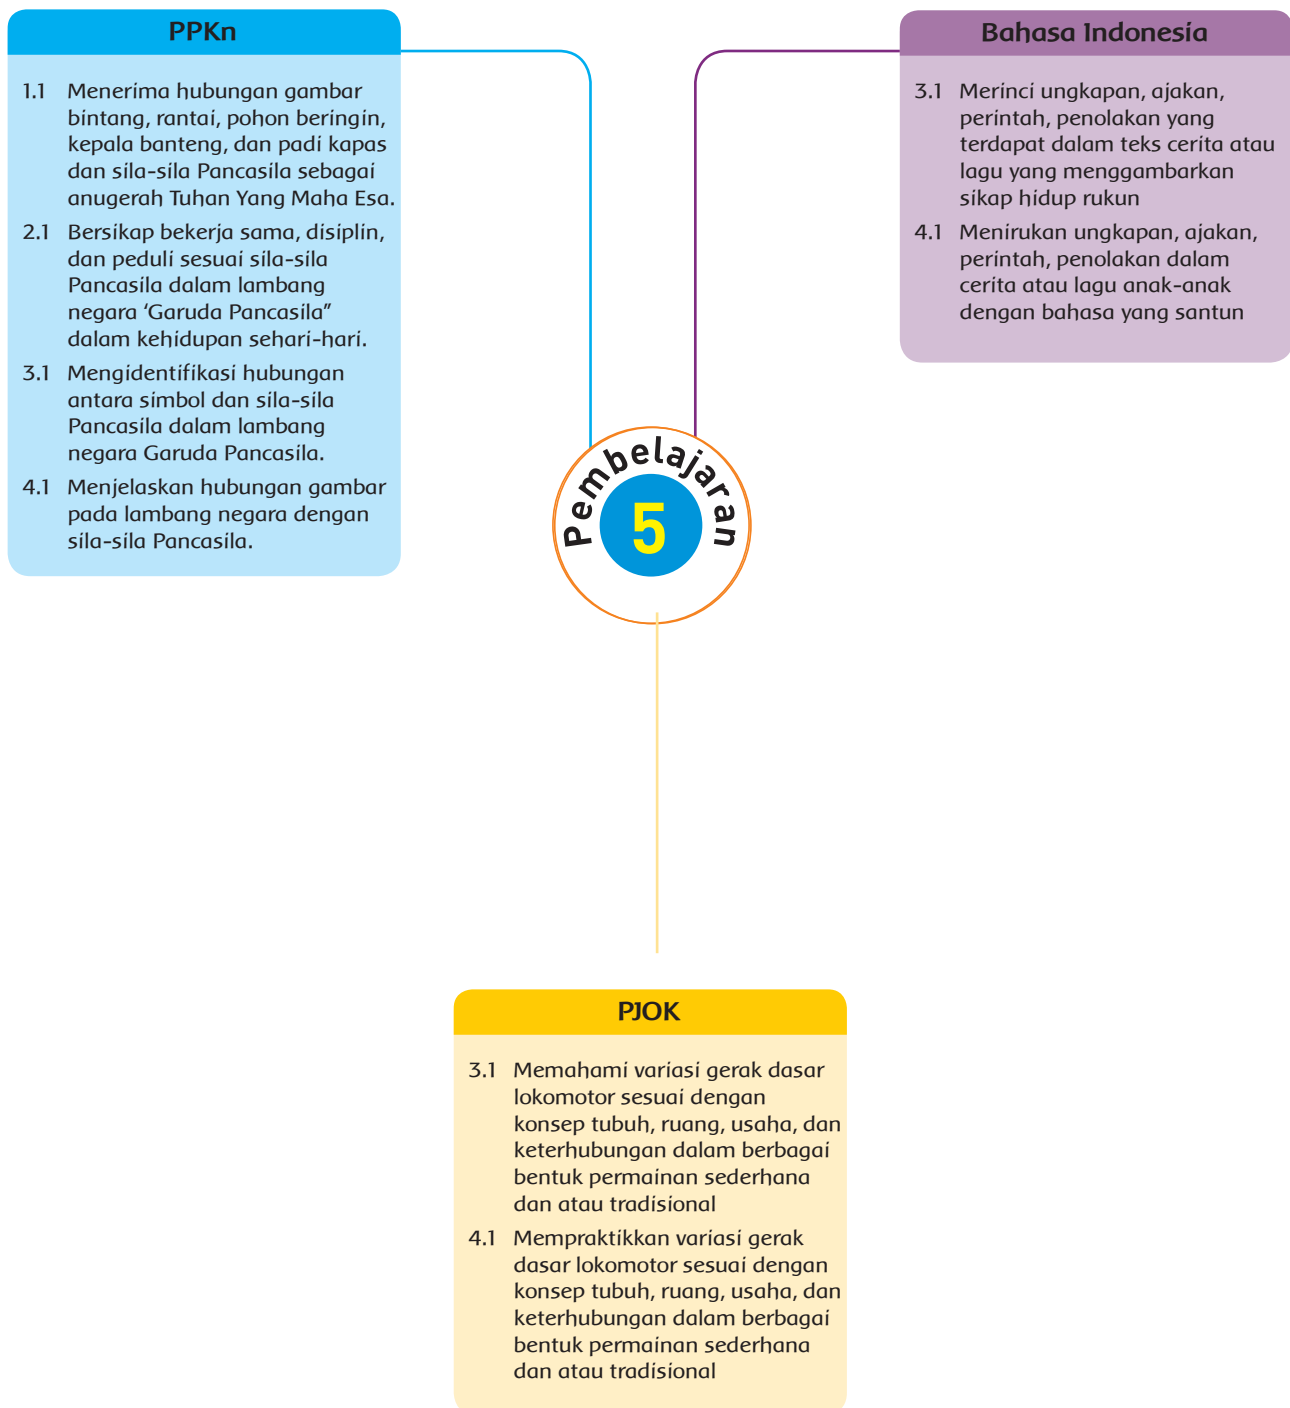 PPKn
1.1 Menerima hubungan gambar
bintang, rantai, pohon beringin,
kepala banteng, dan padi kapas
dan sila-sila Pancasila sebagai
anugerah Tuhan Yang Maha Esa.
2.1 Bersikap bekerja sama, disiplin,
dan peduli sesuai sila-sila
Pancasila dalam lambang
negara ‘Garuda Pancasila”
dalam kehidupan sehari-hari.
3.1 Mengidentifikasi hubungan
antara simbol dan sila-sila
Pancasila dalam lambang
negara Garuda Pancasila.
4.1 Menjelaskan hubungan gambar
pada lambang negara dengan
sila-sila Pancasila.
Bahasa Indonesia
3.1 Merinci ungkapan, ajakan,
perintah, penolakan yang
terdapat dalam teks cerita atau
lagu yang menggambarkan
sikap hidup rukun
4.1 Menirukan ungkapan, ajakan,
perintah, penolakan dalam
cerita atau lagu anak-anak
dengan bahasa yang santun
Pembelajaran
5
PJOK
3.1 Memahami variasi gerak dasar
lokomotor sesuai dengan
konsep tubuh, ruang, usaha, dan
keterhubungan dalam berbagai
bentuk permainan sederhana
dan atau tradisional
4.1 Mempraktikkan variasi gerak
dasar lokomotor sesuai dengan
konsep tubuh, ruang, usaha, dan
keterhubungan dalam berbagai
bentuk permainan sederhana
dan atau tradisional